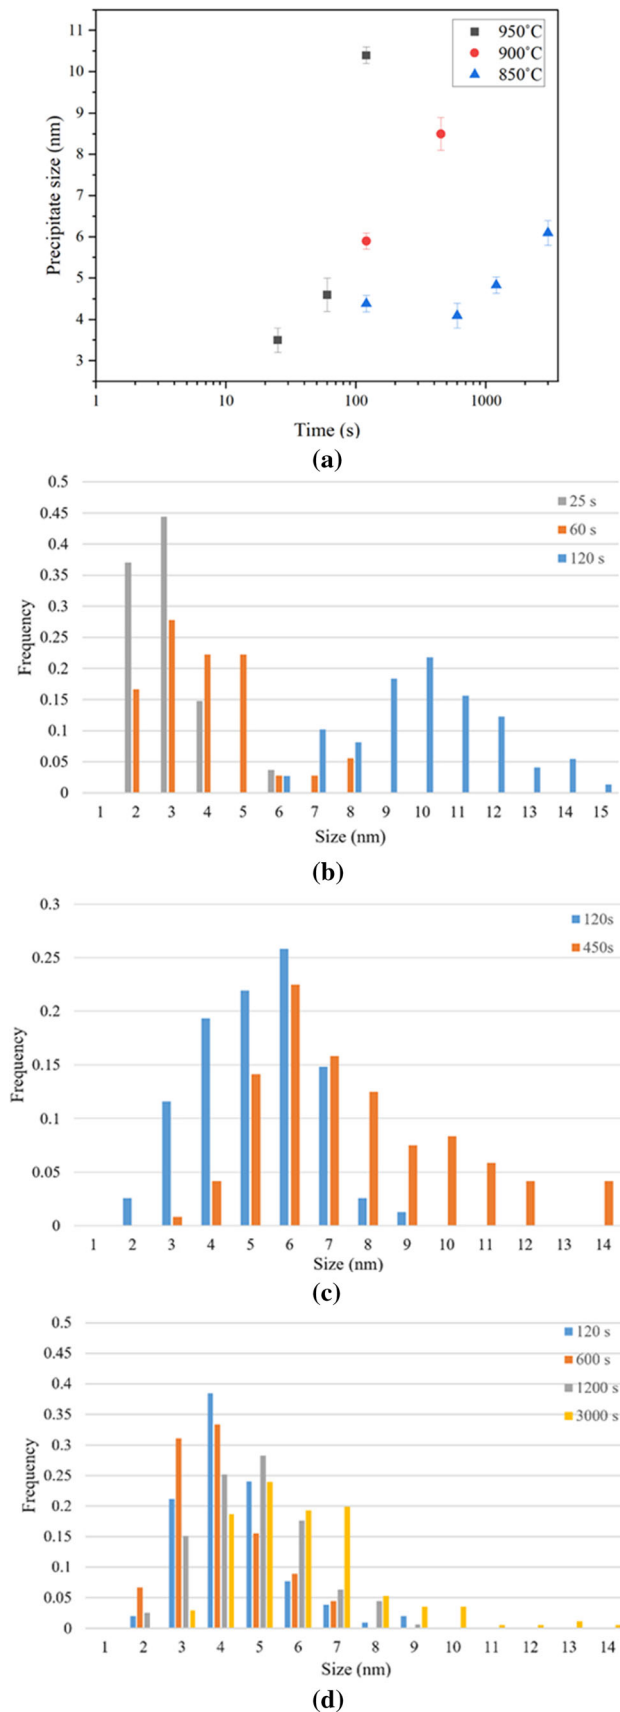 11
10
9
8
7
6
5
4
3
Precipitate size (nm)
950°C
900°C
850°C
1
10
100
1000
Time (s)
(a)
0.5
0.45
0.4
0.35
0.3
0.25
0.2
0.15
0.1
0.05
0
Frequency
25 s
60 s
120 s
1 2 3 4 5 6 7 8 9 10 11 12 13 14 15
Size (nm)
(b)
0.3
0.25
0.2
0.15
0.1
0.05
0
Frequency
120s
450s
1 2 3 4 5 6 7 8 9 10 11 12 13 14
Size (nm)
(c)
0.5
0.45
0.4
0.35
0.3
0.25
0.2
0.15
0.1
0.05
0
Frequency
120 s
600 s
1200 s
3000 s
1 2 3 4 5 6 7 8 9 10 11 12 13 14
Size (nm)
(d)